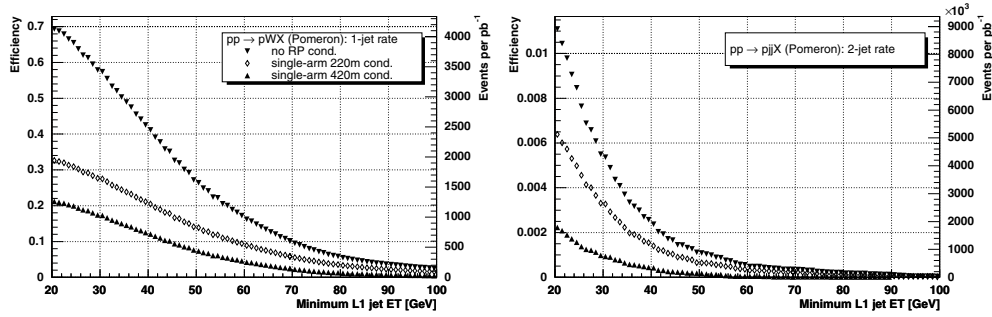 Efficiency
0.7
0.6
0.5
0.4
0.3
0.2
0.1
0
pp → pWX (Pomeron): 1-jet rate
no RP cond.
single-arm 220m cond.
single-arm 420m cond.
4000
3500
3000
2500
2000
1500
1000
500
0
Events per pb⁻¹
20 30 40 50 60 70 80 90 100
Minimum L1 jet ET [GeV]
Efficiency
0.01
0.008
0.006
0.004
0.002
0
pp → pjjX (Pomeron): 2-jet rate
×10³
9000
8000
7000
6000
5000
4000
3000
2000
1000
0
Events per pb⁻¹
20 30 40 50 60 70 80 90 100
Minimum L1 jet ET [GeV]